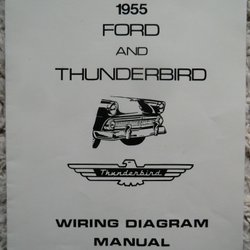 1955
FORD
AND
THUNDERBIRD
Thunderbird
WIRING DIAGRAM
MANUAL